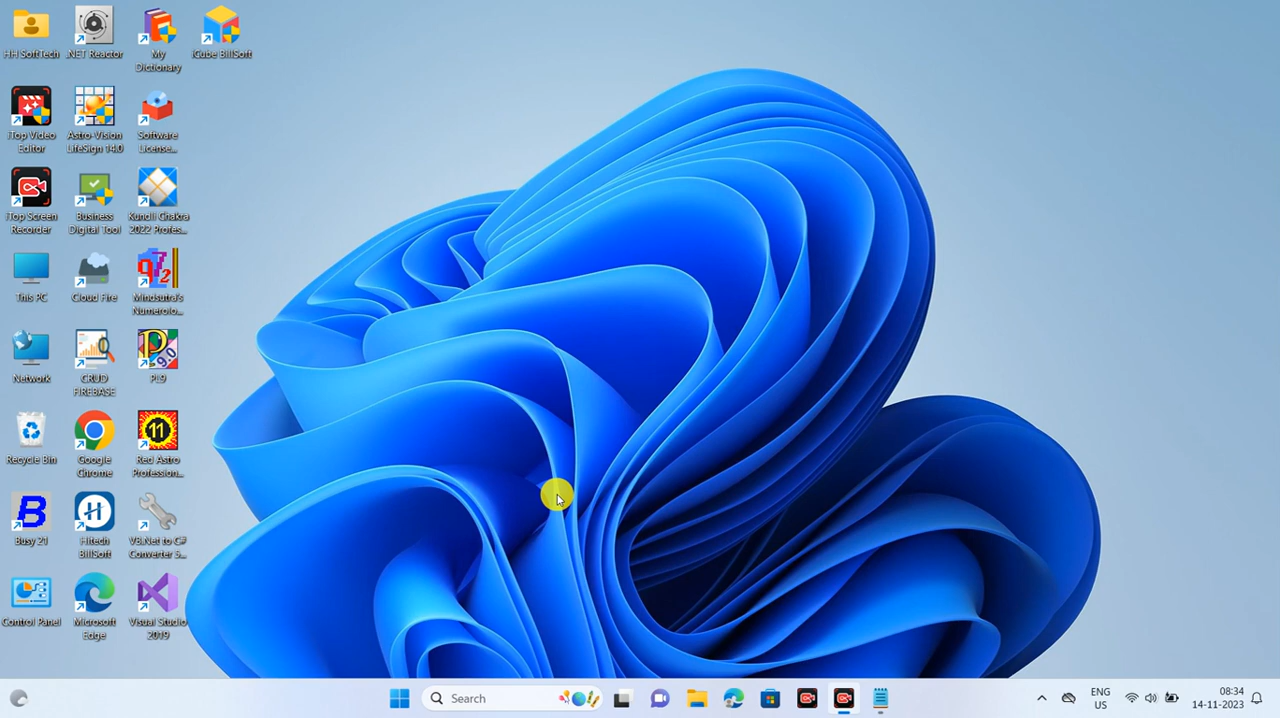 HH SoftTech
.NET Reactor
My
Dictionary
iCube BillSoft
iTop Video
Editor
Astro-Vision
LifeSign 14.0
Software
License...
iTop Screen
Recorder
Business
Digital Tool
Kundli Chakra
2022 Profes...
This PC
Cloud Fire
Mindsutra's
Numerolo...
Network
CRUD
FIREBASE
PL9
Recycle Bin
Google
Chrome
Red Astro
Profession...
Busy 21
Hitech
BillSoft
VB.Net to C#
Converter 5...
Control Panel
Microsoft
Edge
Visual Studio
2019
Search
ENG
US
08:34
14-11-2023